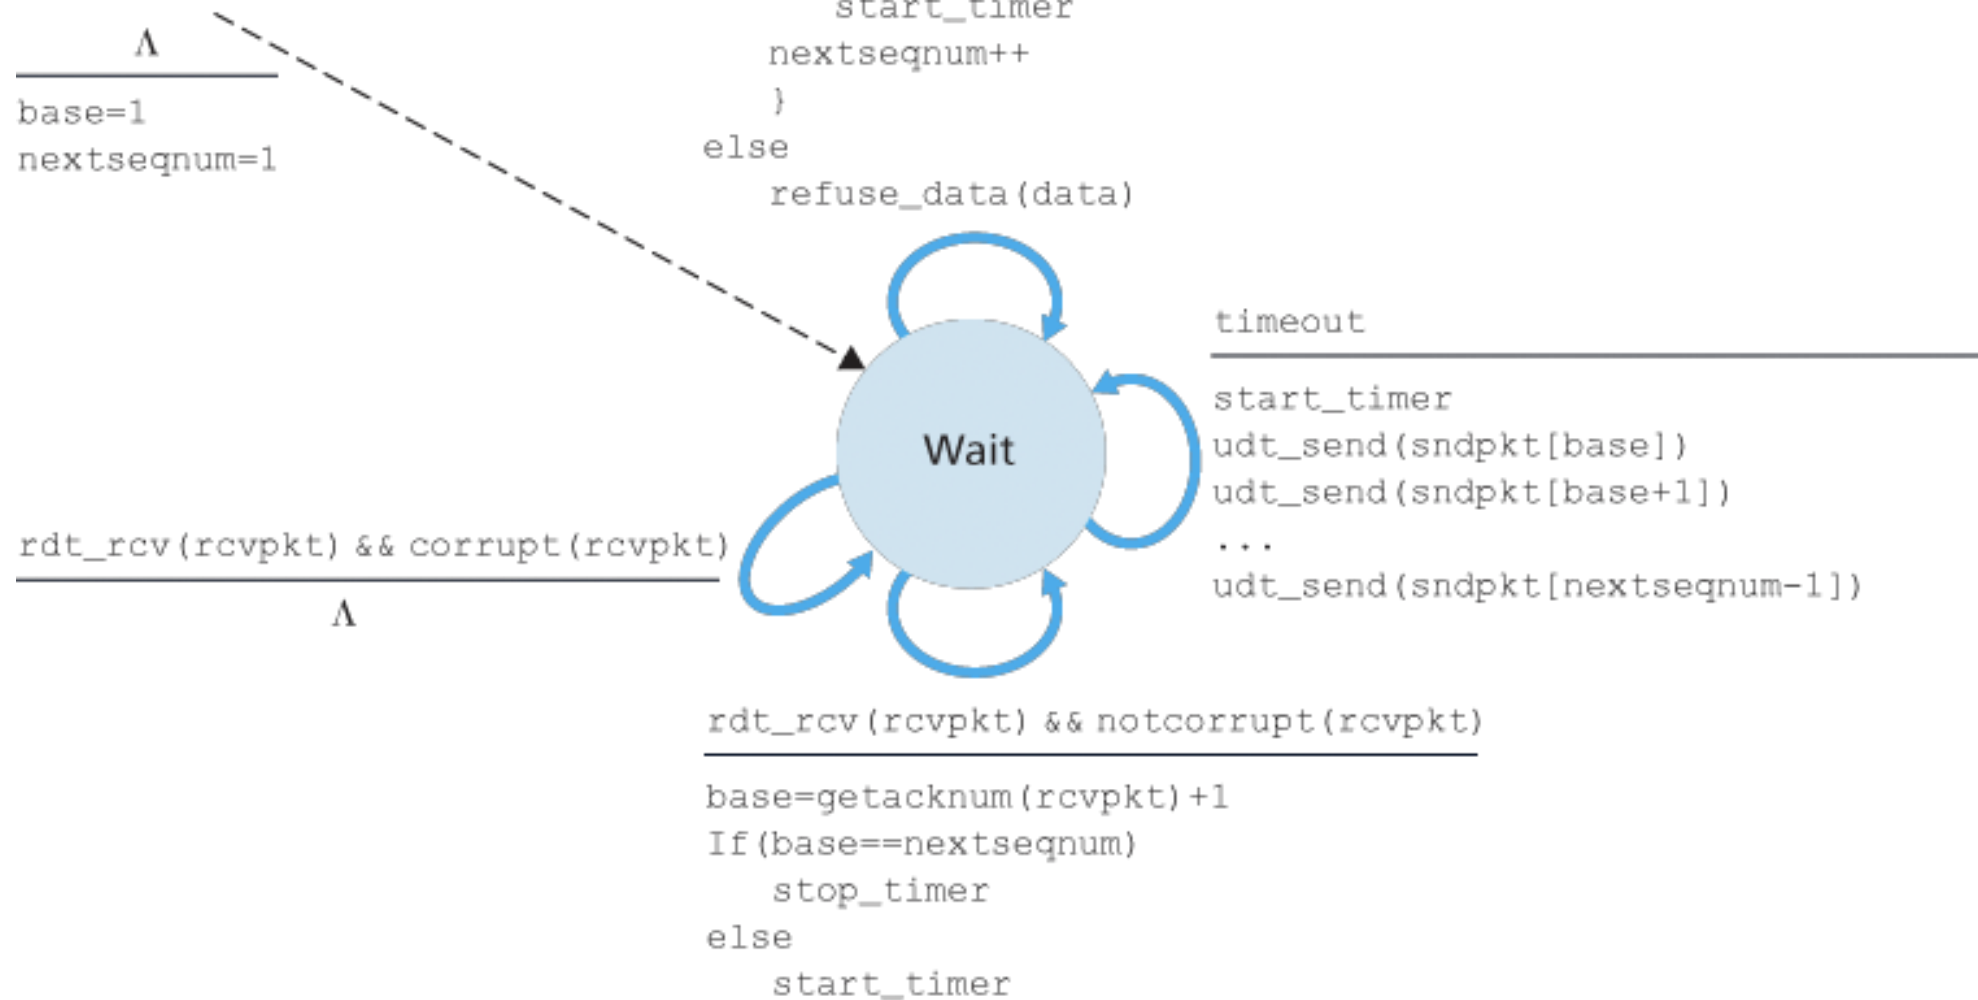 start_timer
nextseqnum++
}
else
refuse_data(data)
Λ
base=1
nextseqnum=1
Wait
timeout
start_timer
udt_send(sndpkt[base])
udt_send(sndpkt[base+1])
...
udt_send(sndpkt[nextseqnum-1])
rdt_rcv(rcvpkt) && corrupt(rcvpkt)
Λ
rdt_rcv(rcvpkt) && notcorrupt(rcvpkt)
base=getacknum(rcvpkt)+1
If(base==nextseqnum)
stop_timer
else
start_timer